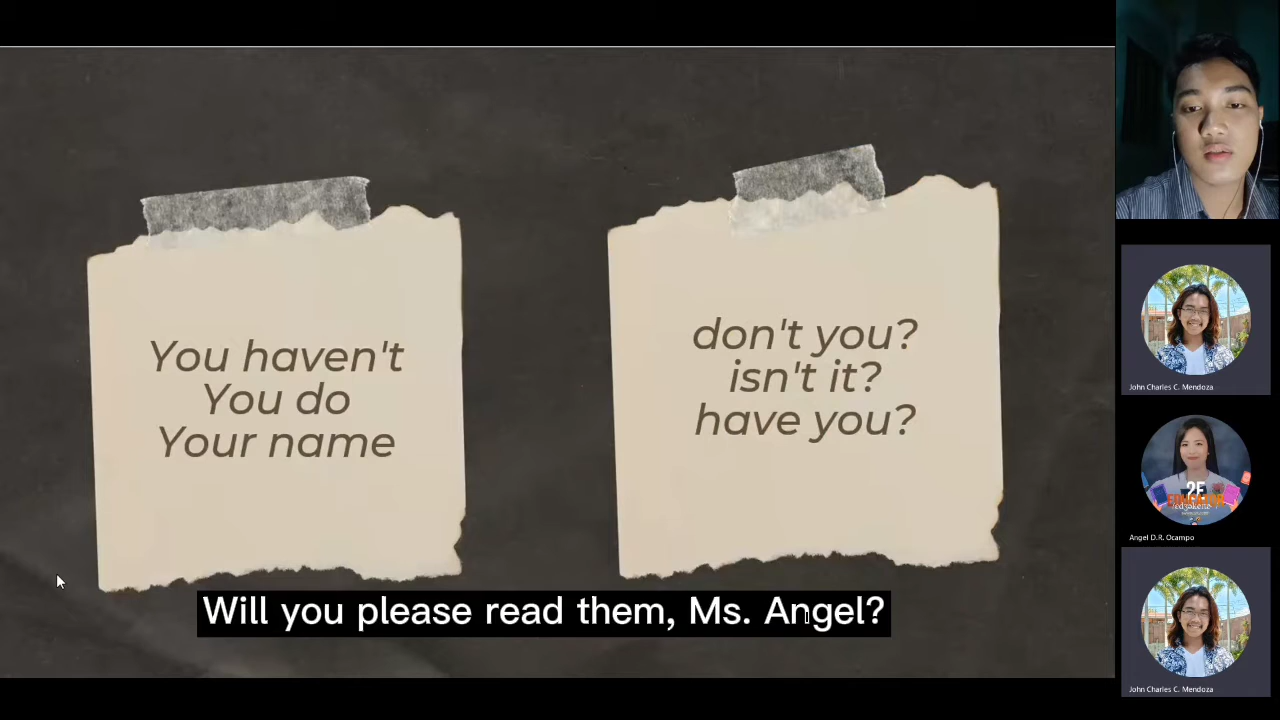 You haven't
You do
Your name
don't you?
isn't it?
have you?
Will you please read them, Ms. Angel?
John Charles C. Mendoza
Angel D.R. Ocampo
John Charles C. Mendoza